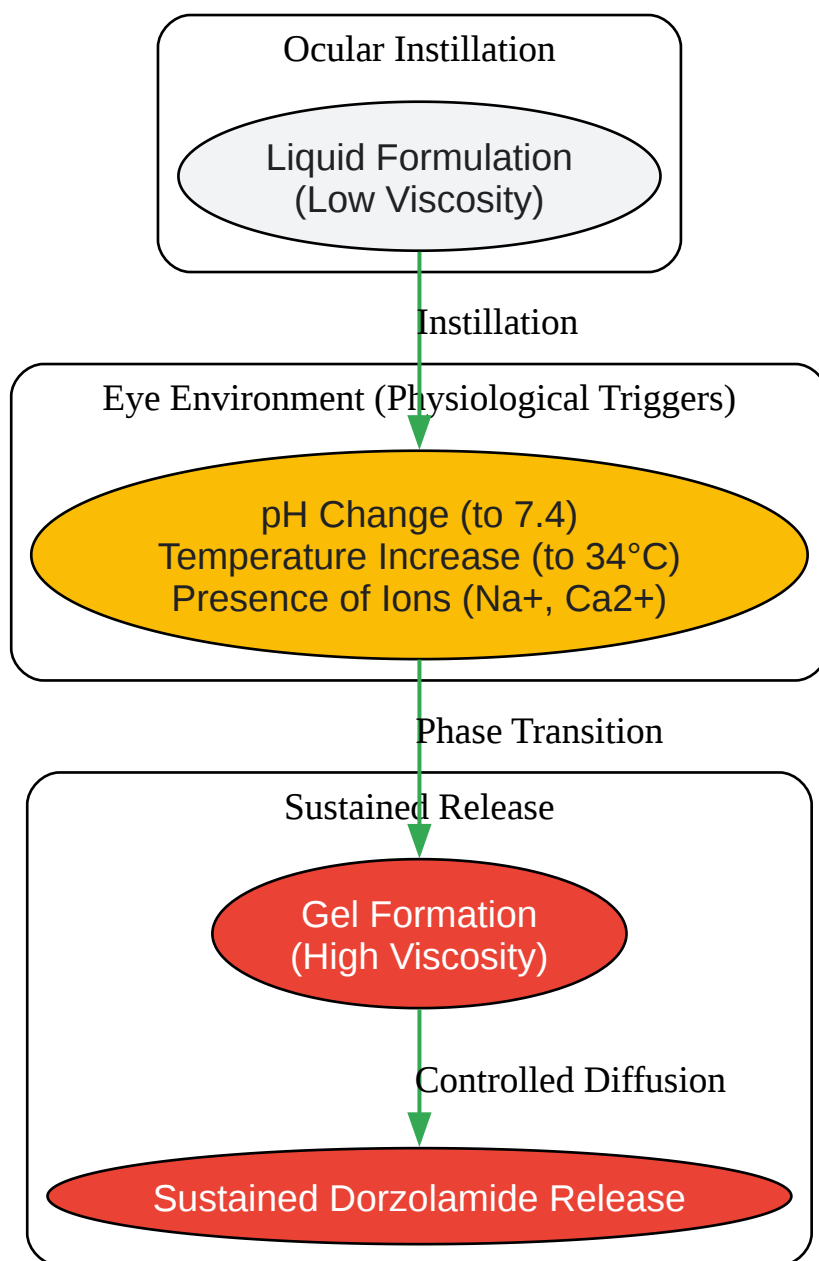 Ocular Instillation
Liquid Formulation
(Low Viscosity)
Instillation
Eye Environment (Physiological Triggers)
pH Change (to 7.4)
Temperature Increase (to 34°C)
Presence of Ions (Na+, Ca2+)
Phase Transition
Sustained Release
Gel Formation
(High Viscosity)
Controlled Diffusion
Sustained Dorzolamide Release